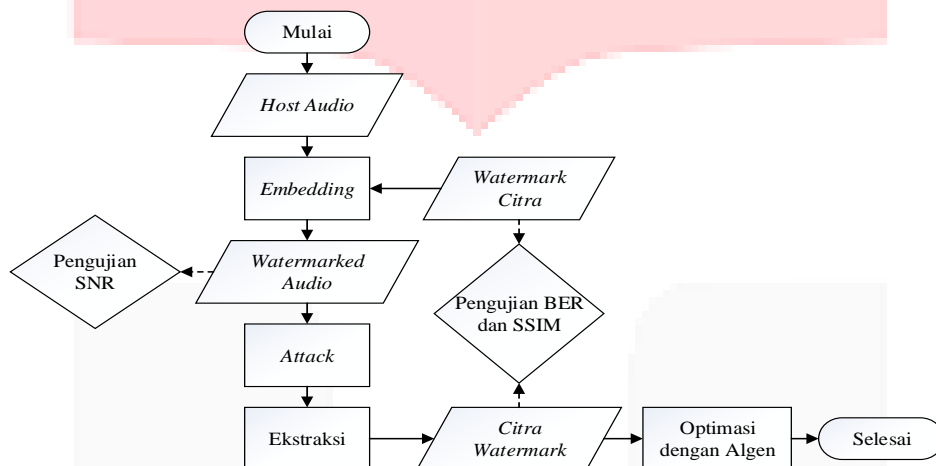 Mulai
Host Audio
Embedding
Watermark
Citra
Pengujian
SNR
Watermarked
Audio
Pengujian BER
dan SSIM
Attack
Ekstraksi
Citra
Watermark
Optimasi
dengan Algen
Selesai